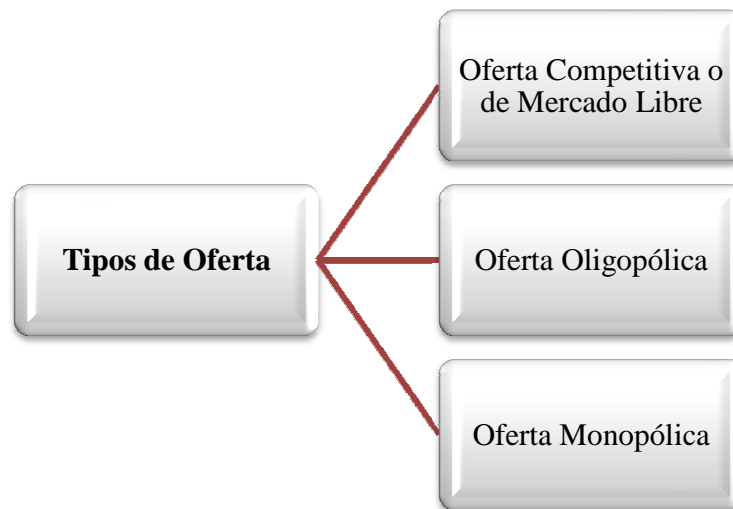 Oferta Competitiva o
de Mercado Libre
Tipos de Oferta
Oferta Oligopólica
Oferta Monopólica